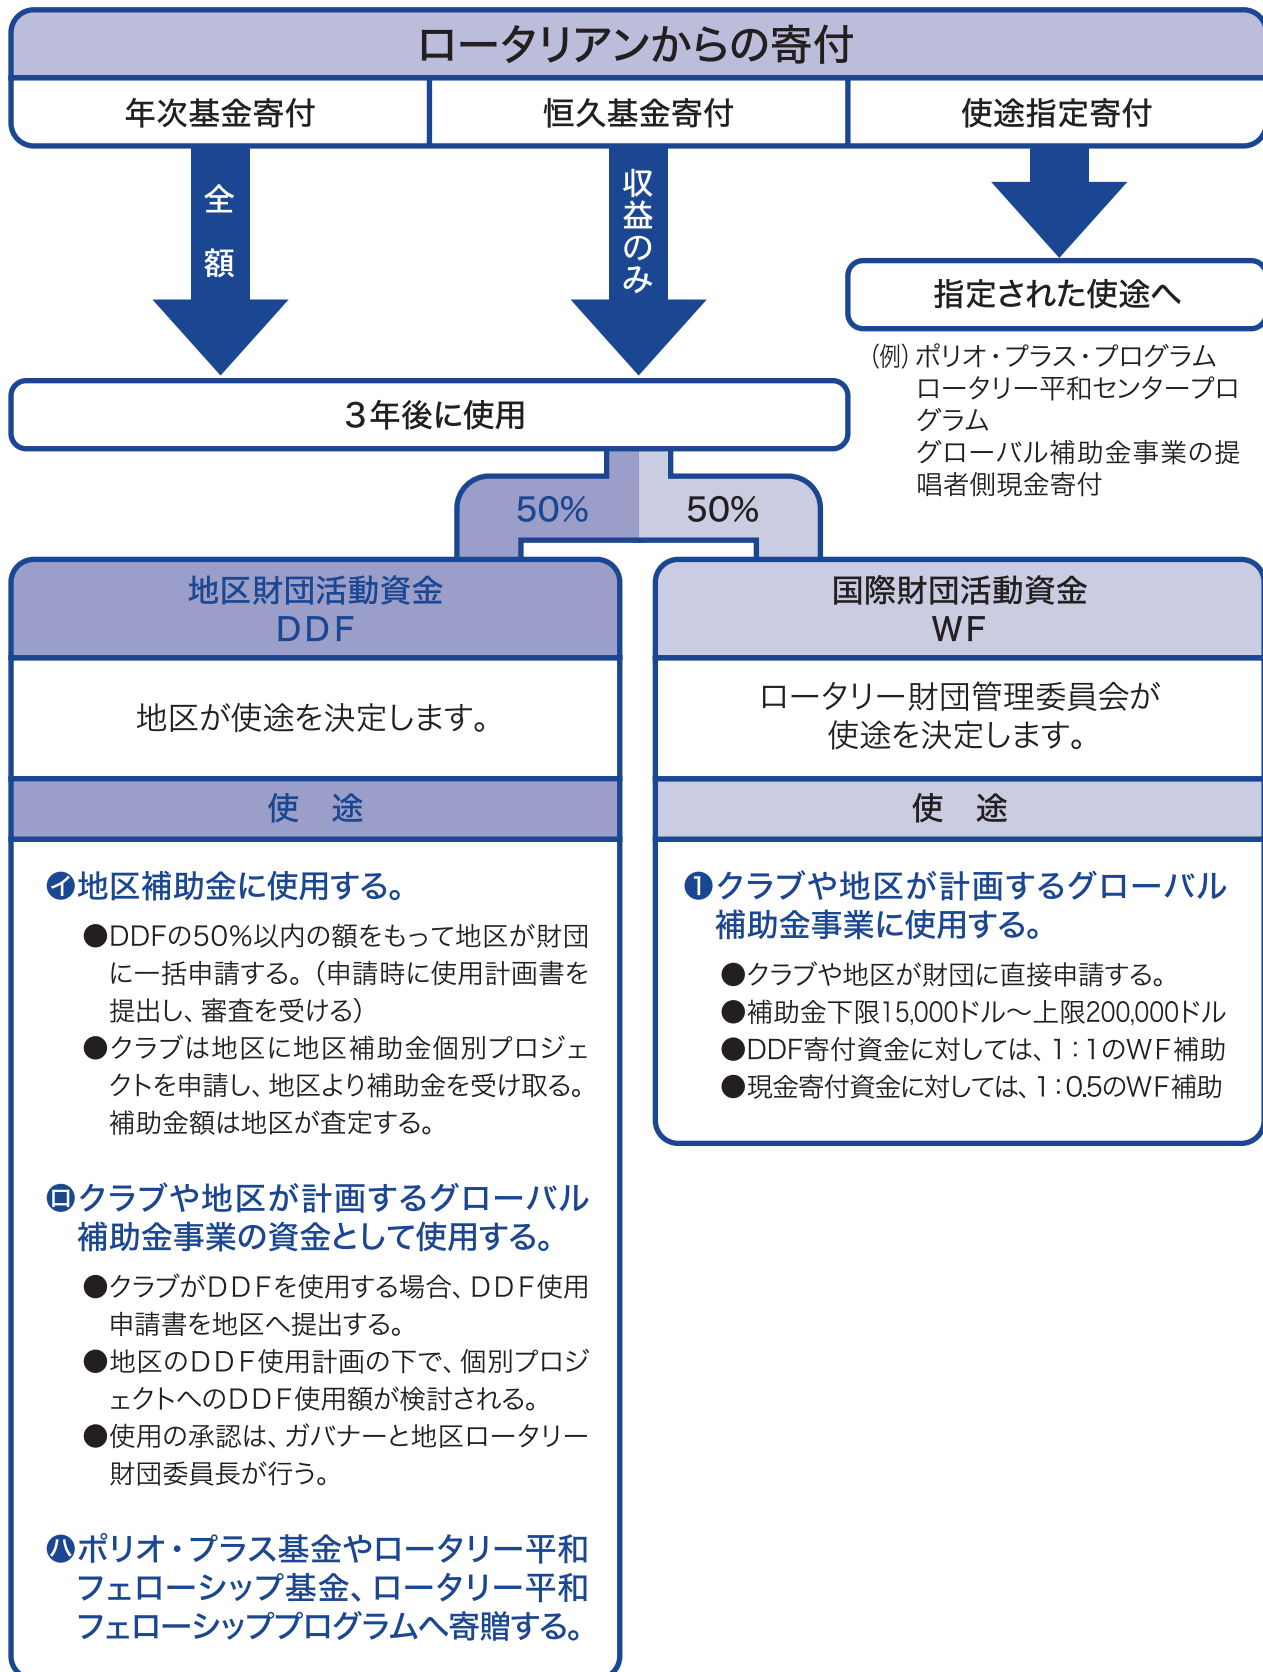 ロータリアンからの寄付
年次基金寄付
恒久基金寄付
使途指定寄付
全額
収益のみ
指定された使途へ
(例) ポリオ・プラス・プログラム
ロータリー平和センタープロ
グラム
グローバル補助金事業の提
唱者側現金寄付
3年後に使用
50%
50%
地区財団活動資金
DDF
地区が使途を決定します。
使 途
㋑地区補助金に使用する。
●DDFの50%以内の額をもって地区が財団
に一括申請する。(申請時に使用計画書を
提出し、審査を受ける)
●クラブは地区に地区補助金個別プロジェ
クトを申請し、地区より補助金を受け取る。
補助金額は地区が査定する。
㋺クラブや地区が計画するグローバル
補助金事業の資金として使用する。
●クラブがDDFを使用する場合、DDF使用
申請書を地区へ提出する。
●地区のDDF使用計画の下で、個別プロジ
ェクトへのDDF使用額が検討される。
●使用の承認は、ガバナーと地区ロータリー
財団委員長が行う。
㋩ポリオ・プラス基金やロータリー平和
フェローシップ基金、ロータリー平和
フェローシッププログラムへ寄贈する。
国際財団活動資金
WF
ロータリー財団管理委員会が
使途を決定します。
使 途
❶クラブや地区が計画するグローバル
補助金事業に使用する。
●クラブや地区が財団に直接申請する。
●補助金下限15,000ドル～上限200,000ドル
●DDF寄付資金に対しては、1:1のWF補助
●現金寄付資金に対しては、1:0.5のWF補助